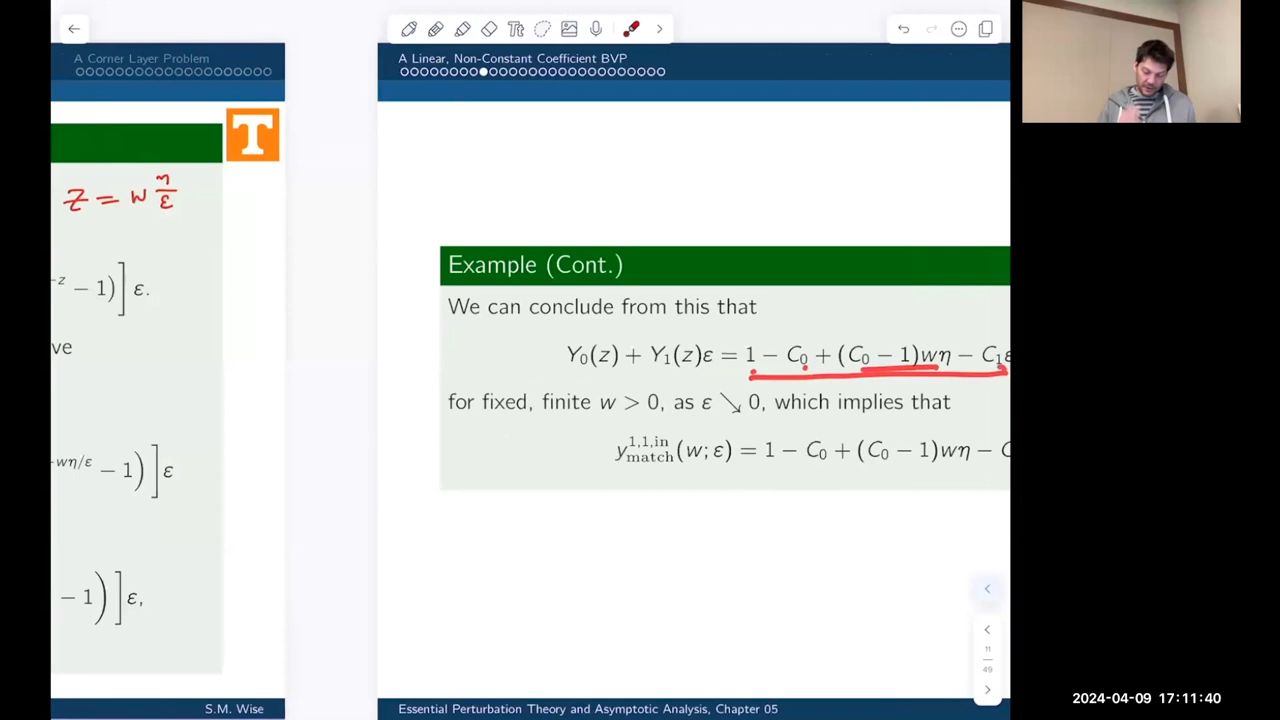 A Corner Layer Problem
T
z = w η/ε
-z − 1)] ε.
ve
-wη/ε − 1)] ε
− 1)] ε,
S.M. Wise
A Linear, Non-Constant Coefficient BVP
Example (Cont.)
We can conclude from this that
Y₀(z) + Y₁(z)ε = 1 − C₀ + (C₀ − 1)wη − C₁ε
for fixed, finite w > 0, as ε ↘ 0, which implies that
y^{1,1,in}_{match}(w; ε) = 1 − C₀ + (C₀ − 1)wη − C
11
49
Essential Perturbation Theory and Asymptotic Analysis, Chapter 05
2024-04-09 17:11:40